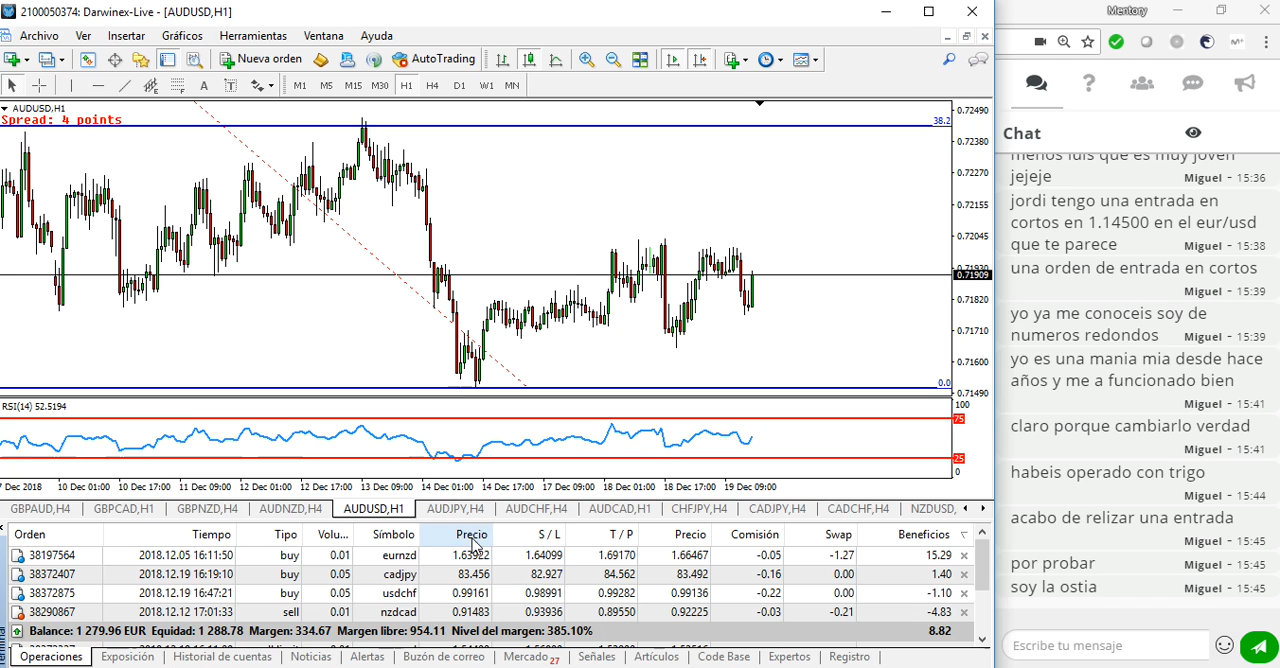 2100050374: Darwinex-Live - [AUDUSD,H1]
Archivo Ver Insertar Gráficos Herramientas Ventana Ayuda
Nueva orden AutoTrading
A T M1 M5 M15 M30 H1 H4 D1 W1 MN
AUDUSD,H1
Spread: 4 points
38.2
0.0
0.72490
0.72380
0.72270
0.72155
0.72045
0.71909
0.71820
0.71710
0.71600
0.71490
RSI(14) 52.5194
100
75
25
0
7 Dec 2018 10 Dec 01:00 10 Dec 17:00 11 Dec 09:00 12 Dec 01:00 12 Dec 17:00 13 Dec 09:00 14 Dec 01:00 14 Dec 17:00 17 Dec 09:00 18 Dec 01:00 18 Dec 17:00 19 Dec 09:00
GBPAUD,H4 GBPCAD,H1 GBPNZD,H4 AUDNZD,H4 AUDUSD,H1 AUDJPY,H4 AUDCHF,H4 AUDCAD,H1 CHFJPY,H4 CADJPY,H4 CADCHF,H4 NZDUSD,
Orden Tiempo Tipo Volu... Símbolo Precio S / L T / P Precio Comisión Swap Beneficios
38197564 2018.12.05 16:11:50 buy 0.01 eurnzd 1.63922 1.64099 1.69170 1.66467 -0.05 -1.27 15.29
38372407 2018.12.19 16:19:10 buy 0.05 cadjpy 83.456 82.927 84.562 83.492 -0.16 0.00 1.40
38372875 2018.12.19 16:47:21 buy 0.05 usdchf 0.99161 0.98991 0.99282 0.99136 -0.22 0.00 -1.10
38290867 2018.12.12 17:01:33 sell 0.01 nzdcad 0.91483 0.93936 0.89550 0.92225 -0.03 -0.21 -4.83
Balance: 1 279.96 EUR Equidad: 1 288.78 Margen: 334.67 Margen libre: 954.11 Nivel del margen: 385.10% 8.82
Operaciones Exposición Historial de cuentas Noticias Alertas Buzón de correo Mercado 27 Señales Artículos Code Base Expertos Registro
Mentory
Chat
menos luis que es muy joven
jejeje Miguel - 15:36
jordi tengo una entrada en
cortos en 1.14500 en el eur/usd
que te parece Miguel - 15:38
una orden de entrada en cortos
Miguel - 15:39
yo ya me conoceis soy de
numeros redondos Miguel - 15:39
yo es una mania mia desde hace
años y me a funcionado bien
Miguel - 15:41
claro porque cambiarlo verdad
Miguel - 15:41
habeis operado con trigo
Miguel - 15:44
acabo de relizar una entrada
Miguel - 15:45
por probar Miguel - 15:45
soy la ostia Miguel - 15:45
Escribe tu mensaje